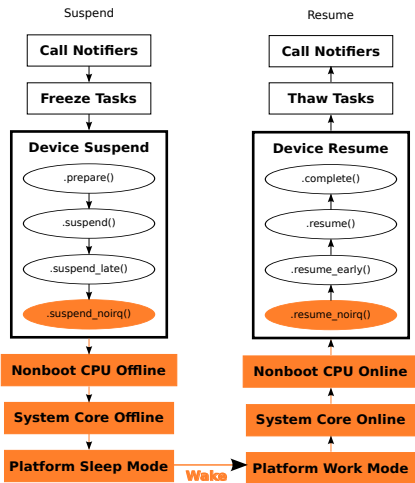 Suspend
Call Notifiers
Freeze Tasks
Device Suspend
.prepare()
.suspend()
.suspend_late()
.suspend_noirq()
Nonboot CPU Offline
System Core Offline
Platform Sleep Mode
Wake
Resume
Call Notifiers
Thaw Tasks
Device Resume
.complete()
.resume()
.resume_early()
.resume_noirq()
Nonboot CPU Online
System Core Online
Platform Work Mode